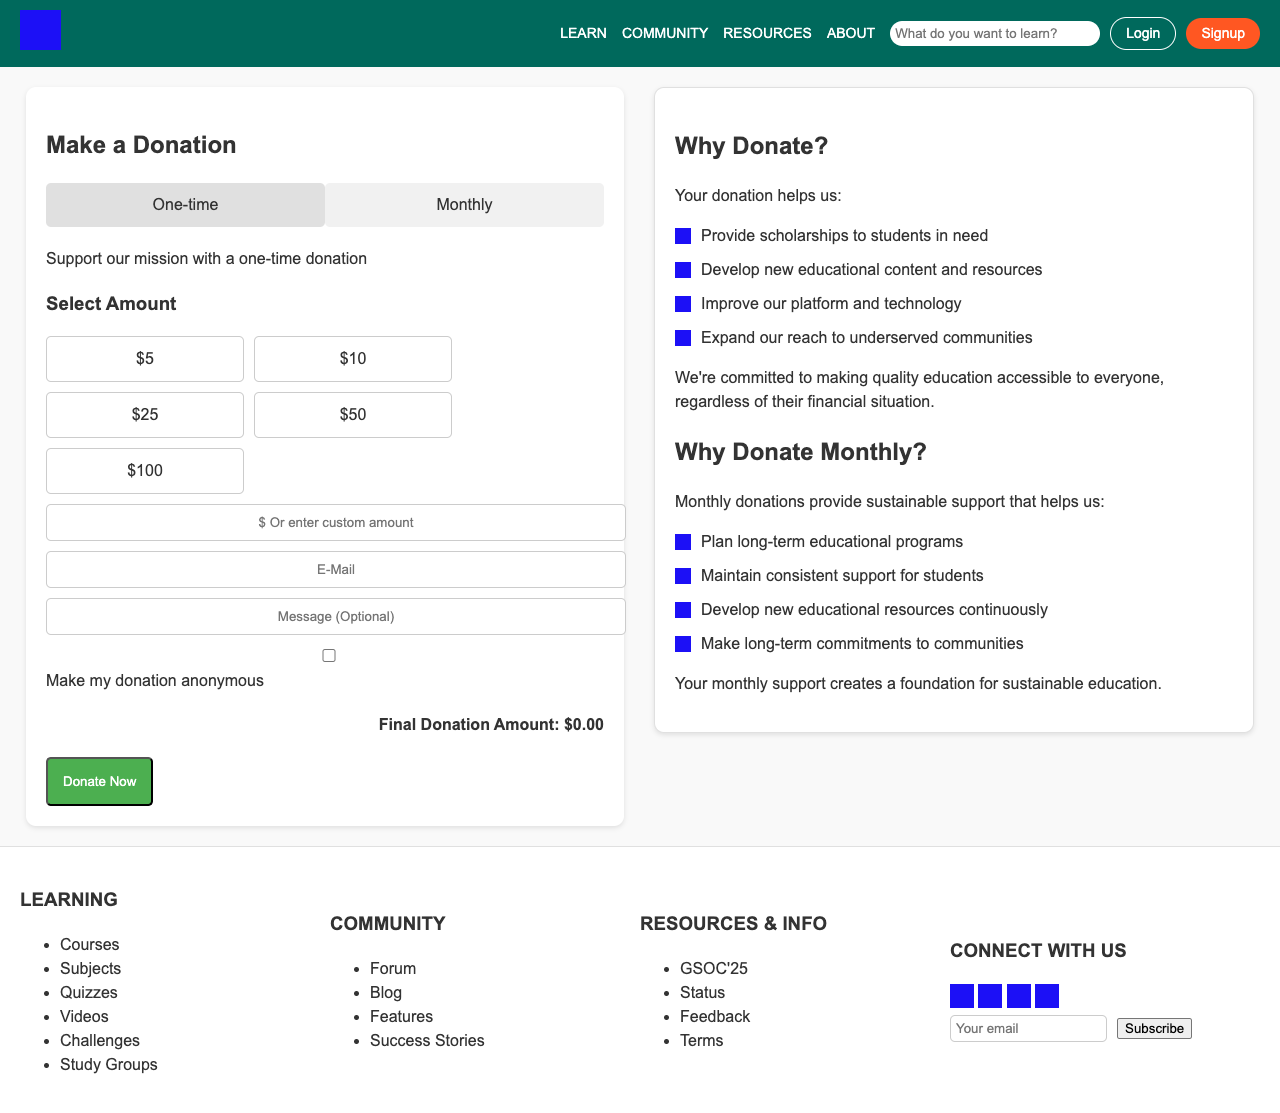 LEARN COMMUNITY RESOURCES ABOUT What do you want to learn? Login Signup
Make a Donation
One-time Monthly
Support our mission with a one-time donation
Select Amount
$5 $10
$25 $50
$100
$ Or enter custom amount
E-Mail
Message (Optional)
Make my donation anonymous
Final Donation Amount: $0.00
Donate Now
Why Donate?
Your donation helps us:
Provide scholarships to students in need
Develop new educational content and resources
Improve our platform and technology
Expand our reach to underserved communities
We're committed to making quality education accessible to everyone,
regardless of their financial situation.
Why Donate Monthly?
Monthly donations provide sustainable support that helps us:
Plan long-term educational programs
Maintain consistent support for students
Develop new educational resources continuously
Make long-term commitments to communities
Your monthly support creates a foundation for sustainable education.
LEARNING
Courses
Subjects
Quizzes
Videos
Challenges
Study Groups
COMMUNITY
Forum
Blog
Features
Success Stories
RESOURCES & INFO
GSOC'25
Status
Feedback
Terms
CONNECT WITH US
Your email Subscribe